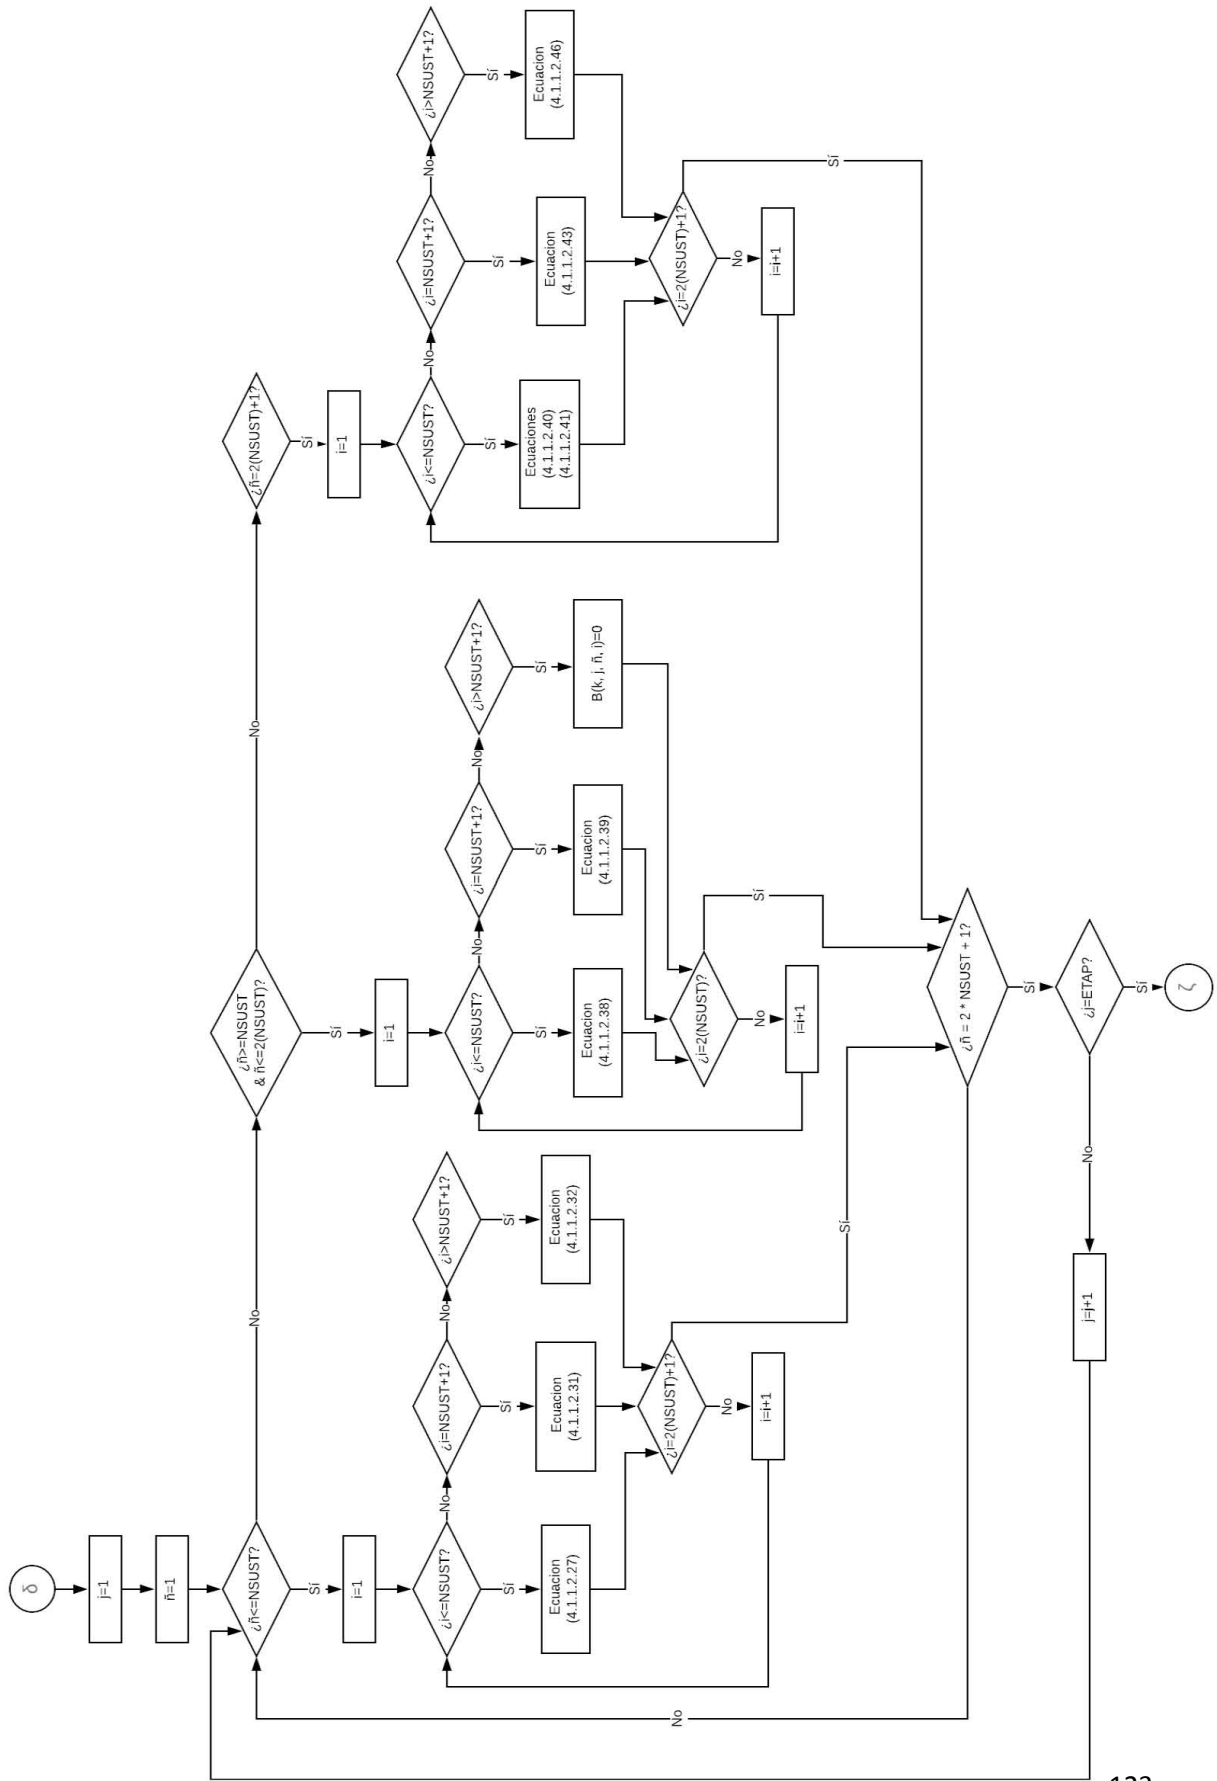 δ
j=1
ñ=1
¿ñ<=NSUST?
Sí
i=1
¿i<=NSUST?
Sí
Ecuacion
(4.1.1.2.27)
No
¿i=NSUST+1?
Sí
Ecuacion
(4.1.1.2.31)
No
¿i>NSUST+1?
Sí
Ecuacion
(4.1.1.2.32)
¿i=2(NSUST)+1?
No
i=i+1
Sí
No
¿ñ>=NSUST
& ñ<=2(NSUST)?
Sí
i=1
¿i<=NSUST?
Sí
Ecuacion
(4.1.1.2.38)
No
¿i=NSUST+1?
Sí
Ecuacion
(4.1.1.2.39)
No
¿i>NSUST+1?
Sí
B(k, j, ñ, i)=0
¿i=2(NSUST)?
No
i=i+1
Sí
No
¿ñ=2(NSUST)+1?
Sí
i=1
¿i<=NSUST?
Sí
Ecuaciones
(4.1.1.2.40)
(4.1.1.2.41)
No
¿i=NSUST+1?
Sí
Ecuacion
(4.1.1.2.43)
No
¿i>NSUST+1?
Sí
Ecuacion
(4.1.1.2.46)
¿i=2(NSUST)+1?
No
i=i+1
Sí
¿ñ = 2 * NSUST + 1?
No
Sí
¿j=ETAP?
No
j=j+1
Sí
ζ